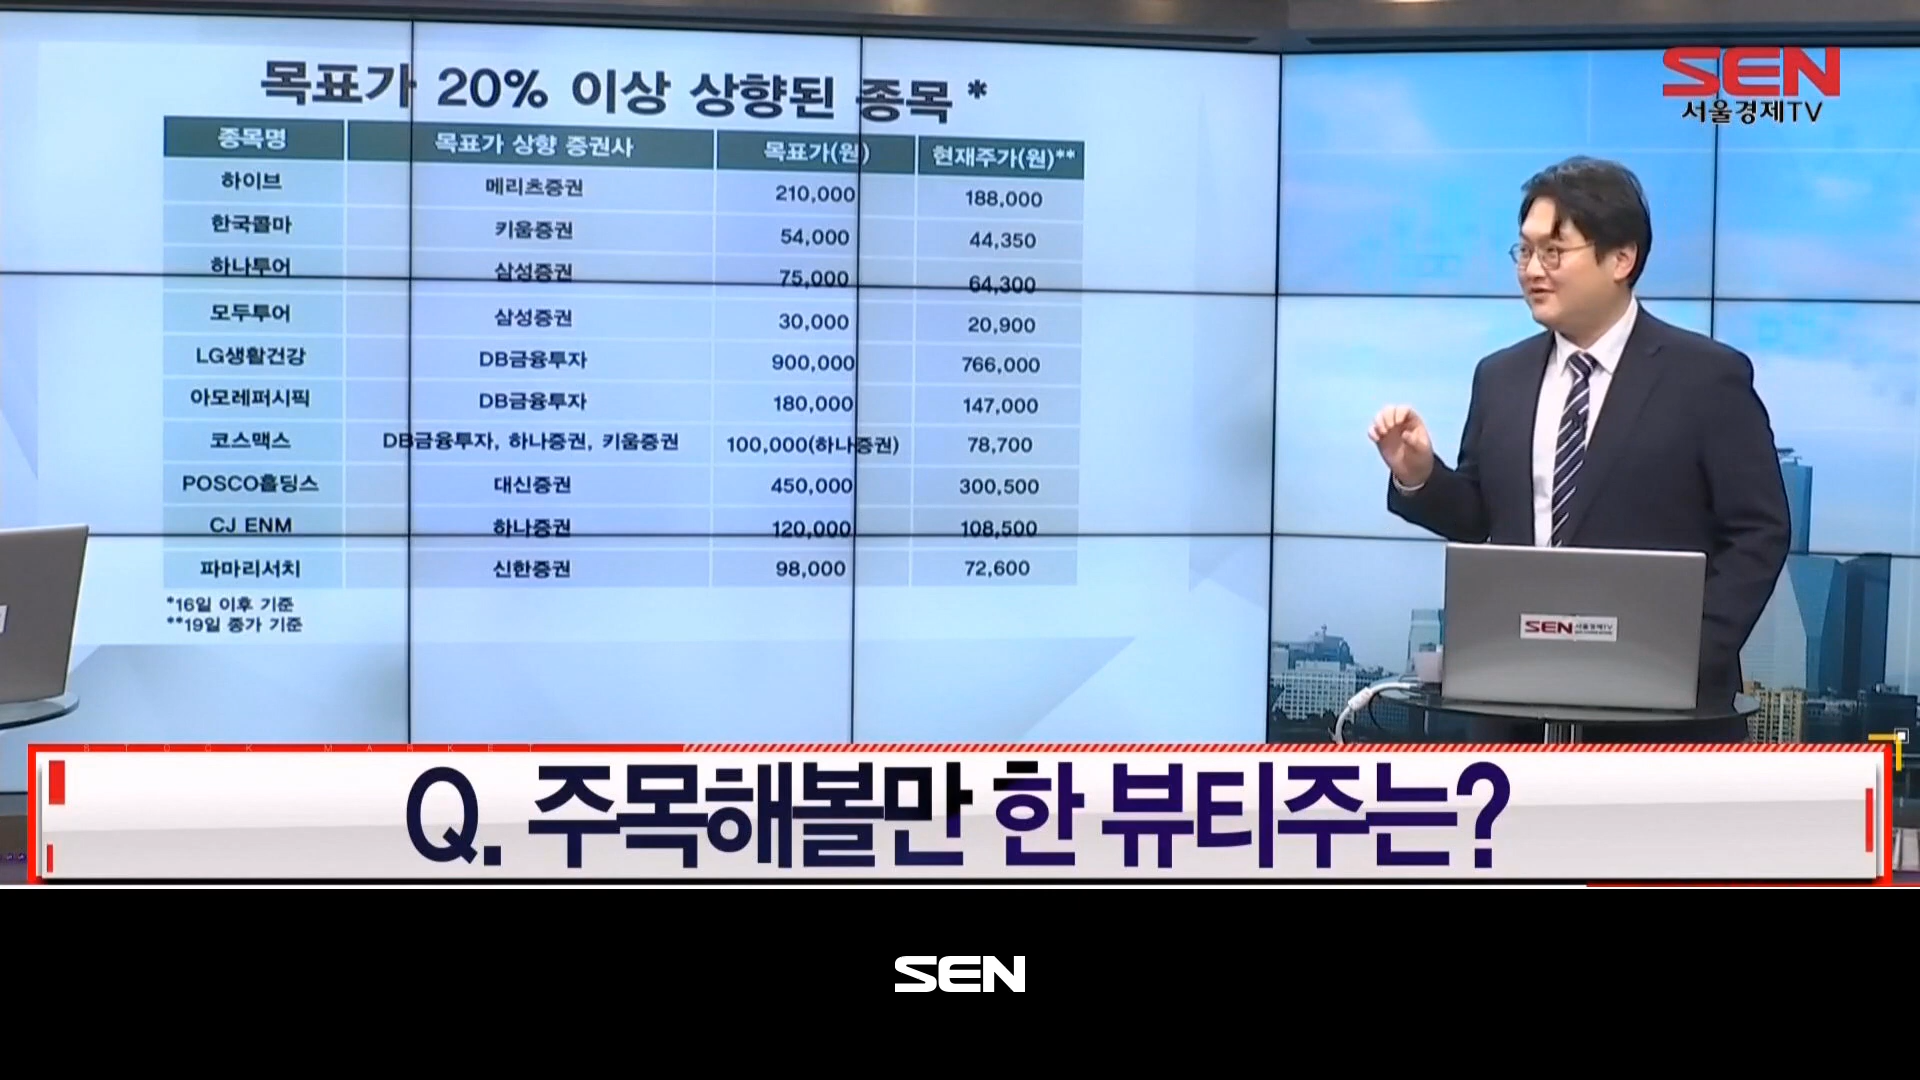 목표가 20% 이상 상향된 종목 *
SEN
서울경제TV
종목명 목표가 상향 증권사 목표가(원) 현재주가(원)**
하이브 메리츠증권 210,000 188,000
한국콜마 키움증권 54,000 44,350
하나투어 삼성증권 75,000 64,300
모두투어 삼성증권 30,000 20,900
LG생활건강 DB금융투자 900,000 766,000
아모레퍼시픽 DB금융투자 180,000 147,000
코스맥스 DB금융투자, 하나증권, 키움증권 100,000(하나증권) 78,700
POSCO홀딩스 대신증권 450,000 300,500
CJ ENM 하나증권 120,000 108,500
파마리서치 신한증권 98,000 72,600
*16일 이후 기준
**19일 종가 기준
SEN 서울경제TV
STOCK MARKET
Q. 주목해볼만 한 뷰티주는?
SEN